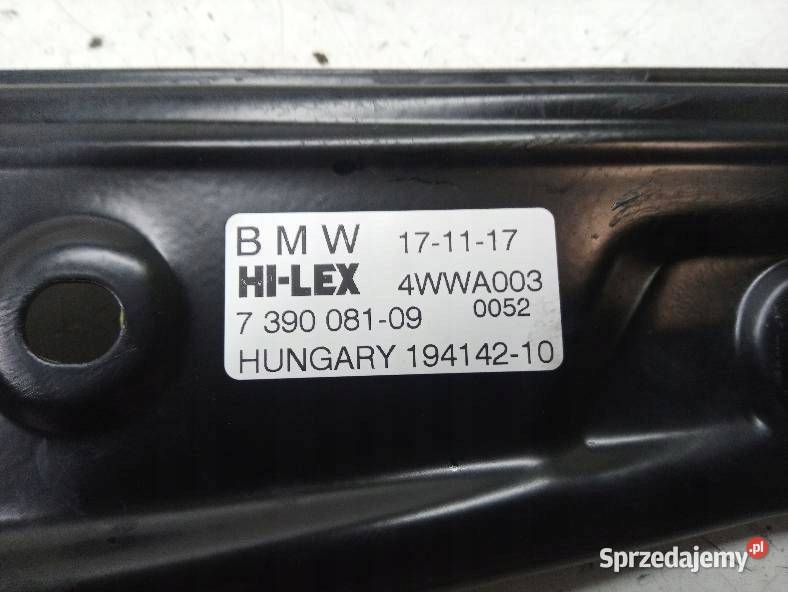 BMW 17-11-17
HI-LEX 4WWA003
7 390 081-09 0052
HUNGARY 194142-10
Sprzedajemy.pl